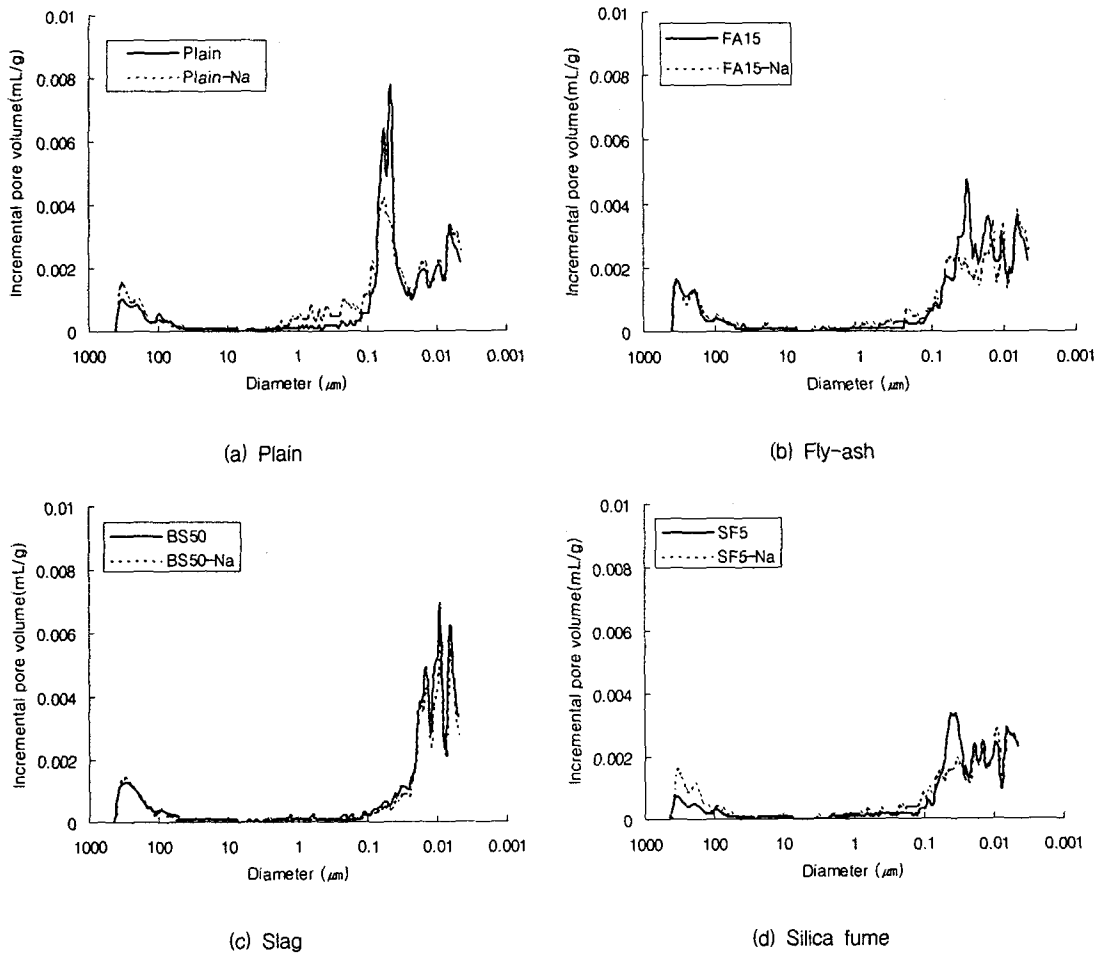 0.01
0.008
0.006
0.004
0.002
0
Incremental pore volume(mL/g)
Plain
Plain-Na
1000 100 10 1 0.1 0.01 0.001
Diameter (㎛)
(a) Plain
0.01
0.008
0.006
0.004
0.002
0
Incremental pore volume(mL/g)
FA15
FA15-Na
1000 100 10 1 0.1 0.01 0.001
Diameter (㎛)
(b) Fly-ash
0.01
0.008
0.006
0.004
0.002
0
Incremental pore volume(mL/g)
BS50
BS50-Na
1000 100 10 1 0.1 0.01 0.001
Diameter (㎛)
(c) Slag
0.01
0.008
0.006
0.004
0.002
0
Incremental pore volume(mL/g)
SF5
SF5-Na
1000 100 10 1 0.1 0.01 0.001
Diameter (㎛)
(d) Silica fume